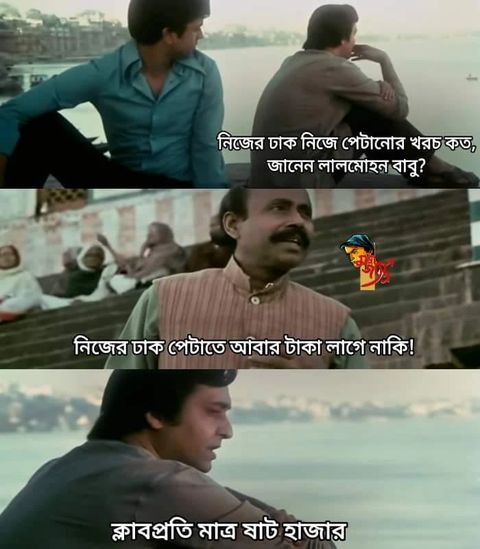 নিজের ঢাক নিজে পেটানোর খরচ কত,
জানেন লালমোহন বাবু?
নিজের ঢাক পেটাতে আবার টাকা লাগে নাকি!
ক্লাবপ্রতি মাত্র ষাট হাজার